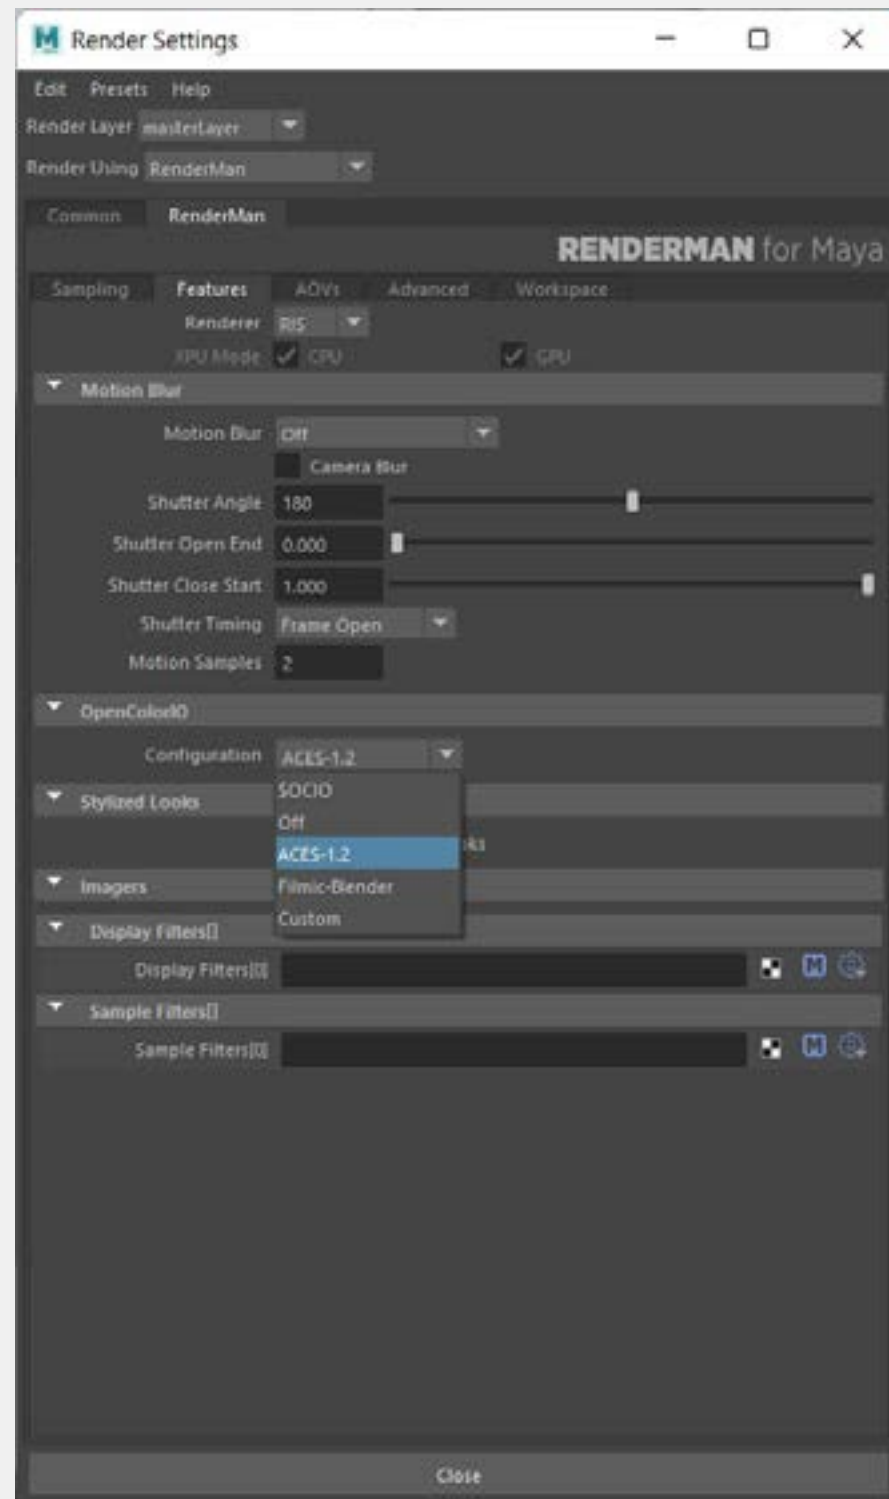 Render Settings
Edit Presets Help
Render Layer masterLayer
Render Using RenderMan
Common RenderMan
RENDERMAN for Maya
Sampling Features AOVs Advanced Workspace
Renderer RIS
XPU Mode CPU GPU
Motion Blur
Motion Blur Off
Camera Blur
Shutter Angle 180
Shutter Open End 0.000
Shutter Close Start 1.000
Shutter Timing Frame Open
Motion Samples 2
OpenColorIO
Configuration ACES-1.2
$OCIO
Stylized Looks
Off
ACES-1.2 oks
Imagers
Filmic-Blender
Custom
Display Filters[]
Display Filters[0]
Sample Filters[]
Sample Filters[0]
Close